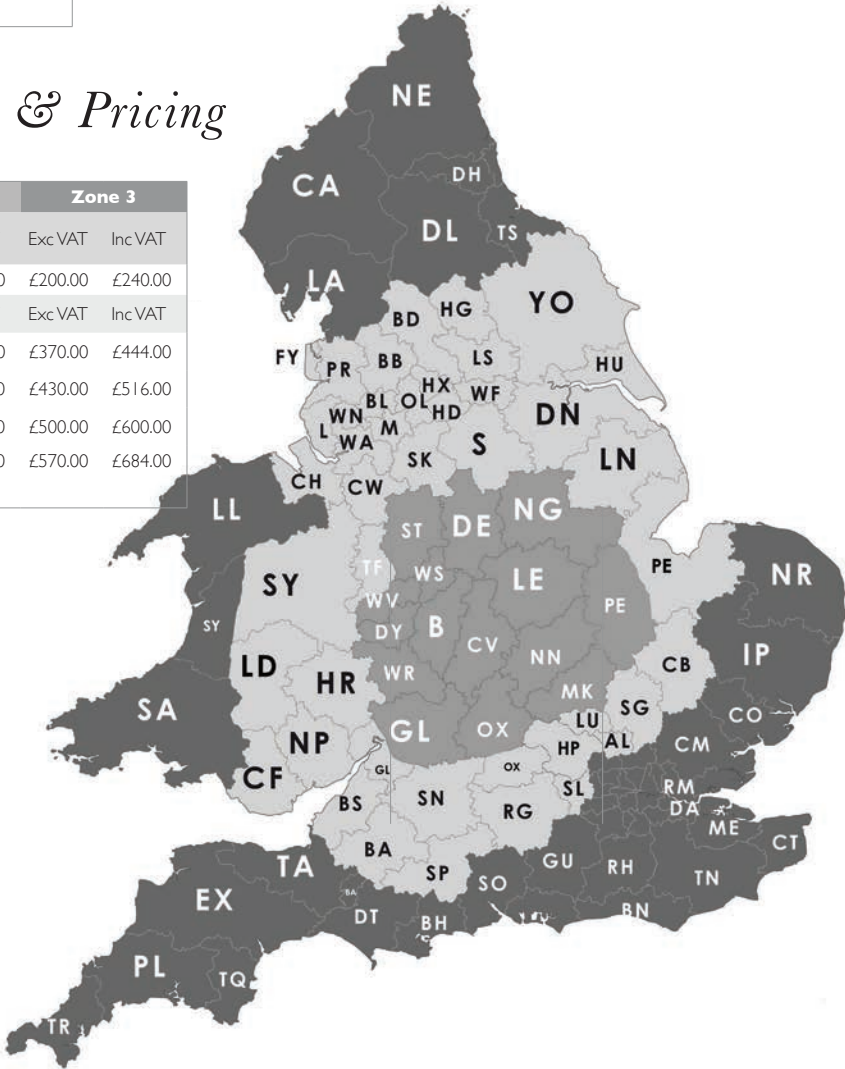 & Pricing
Zone 3
Exc VAT Inc VAT
0 £200.00 £240.00
Exc VAT Inc VAT
0 £370.00 £444.00
0 £430.00 £516.00
0 £500.00 £600.00
0 £570.00 £684.00
NE
CA
DH
DL
TS
LA
YO
BD
HG
FY
PR
BB
LS
HU
HX
WF
BL
OL
HD
DN
WN
M
L
WA
S
SK
LN
CH
CW
LL
ST
DE
NG
TF
WS
LE
PE
NR
SY
WV
PE
SY
DY
B
CV
NN
IP
LD
HR
WR
CB
MK
SA
SG
LU
CO
NP
GL
OX
HP
AL
CM
CF
GL
OX
BS
SN
SL
RM
RG
DA
ME
CT
BA
TA
SP
SO
GU
RH
TN
EX
BA
DT
BH
BN
PL
TQ
TR